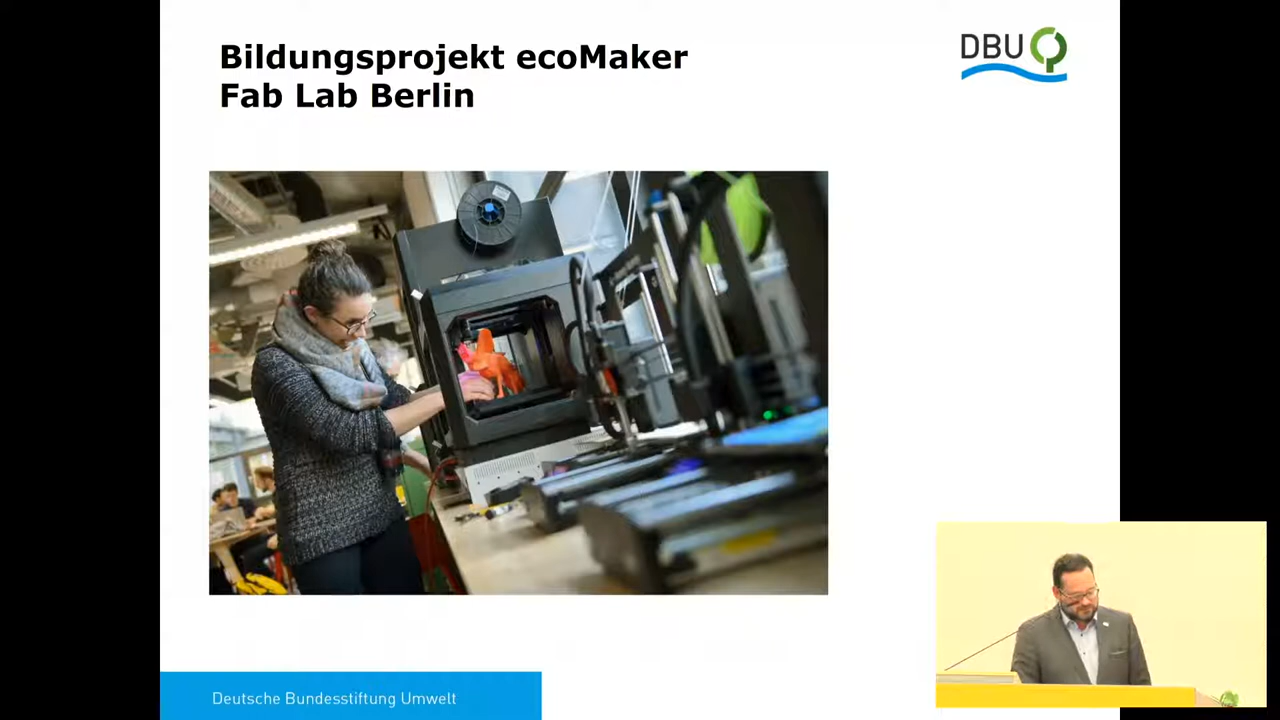 Bildungsprojekt ecoMaker
Fab Lab Berlin
DBU
Deutsche Bundesstiftung Umwelt